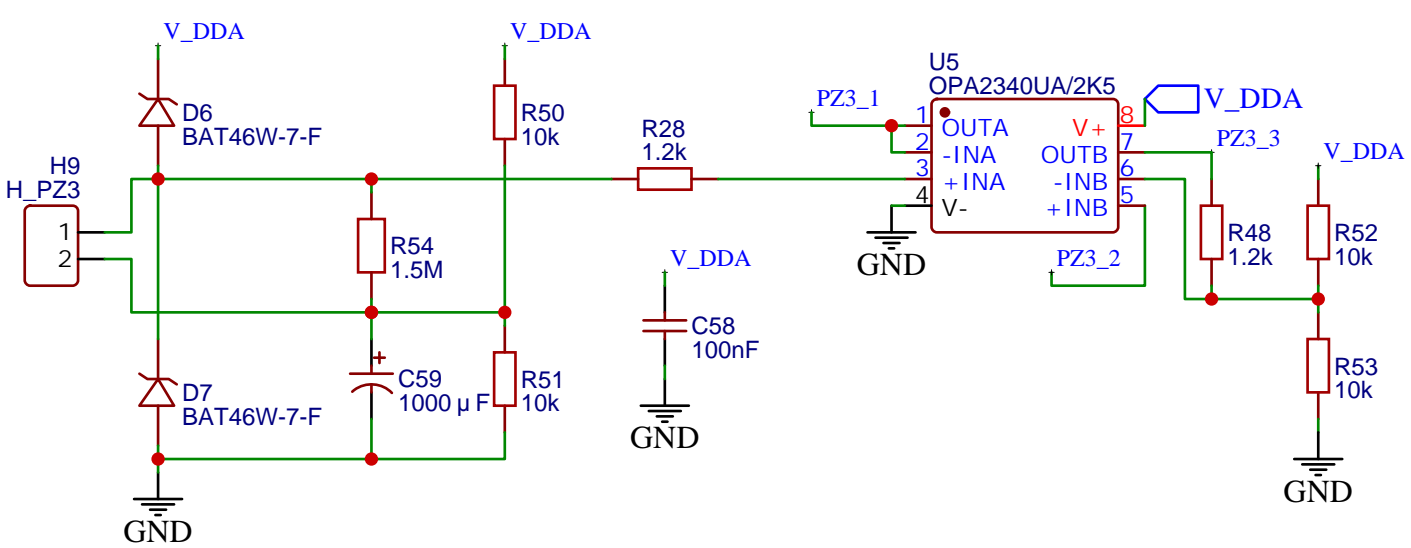 V_DDA
D6
BAT46W-7-F
H9
H_PZ3
1
2
D7
BAT46W-7-F
GND
R54
1.5M
C59
1000 µ F
+
V_DDA
R50
10k
R51
10k
R28
1.2k
V_DDA
C58
100nF
GND
U5
OPA2340UA/2K5
PZ3_1
1
OUTA
2
-INA
3
+INA
4
V-
GND
8
V+
7
OUTB
6
-INB
5
+INB
V_DDA
PZ3_3
PZ3_2
R48
1.2k
V_DDA
R52
10k
R53
10k
GND